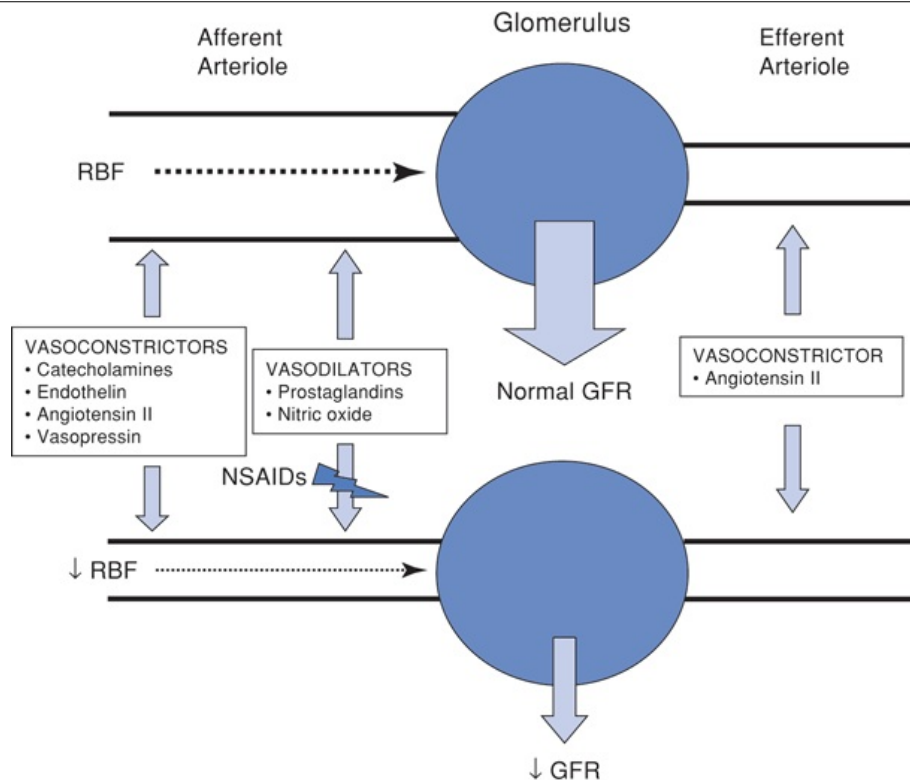 Afferent
Arteriole
Glomerulus
Efferent
Arteriole
RBF
VASOCONSTRICTORS
• Catecholamines
• Endothelin
• Angiotensin II
• Vasopressin
VASODILATORS
• Prostaglandins
• Nitric oxide
Normal GFR
VASOCONSTRICTOR
• Angiotensin II
NSAIDs
↓ RBF
↓ GFR